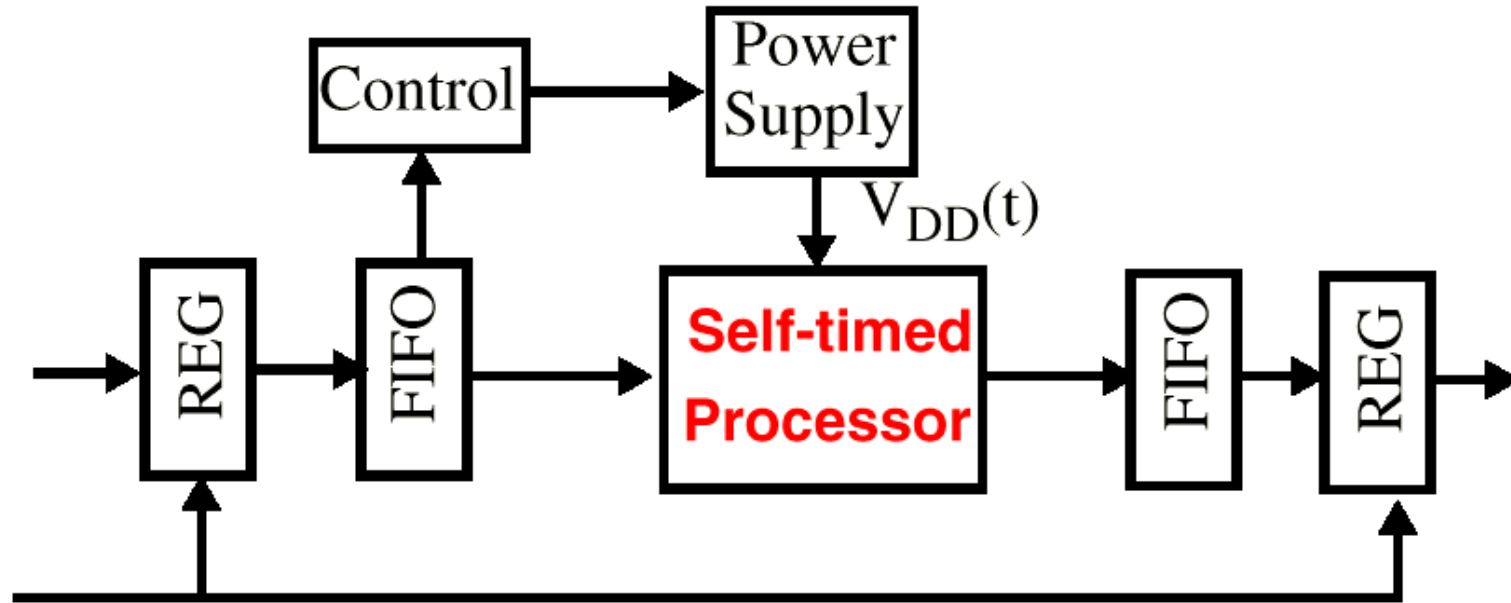 Control
Power
Supply
V_DD(t)
REG
FIFO
Self-timed
Processor
FIFO
REG